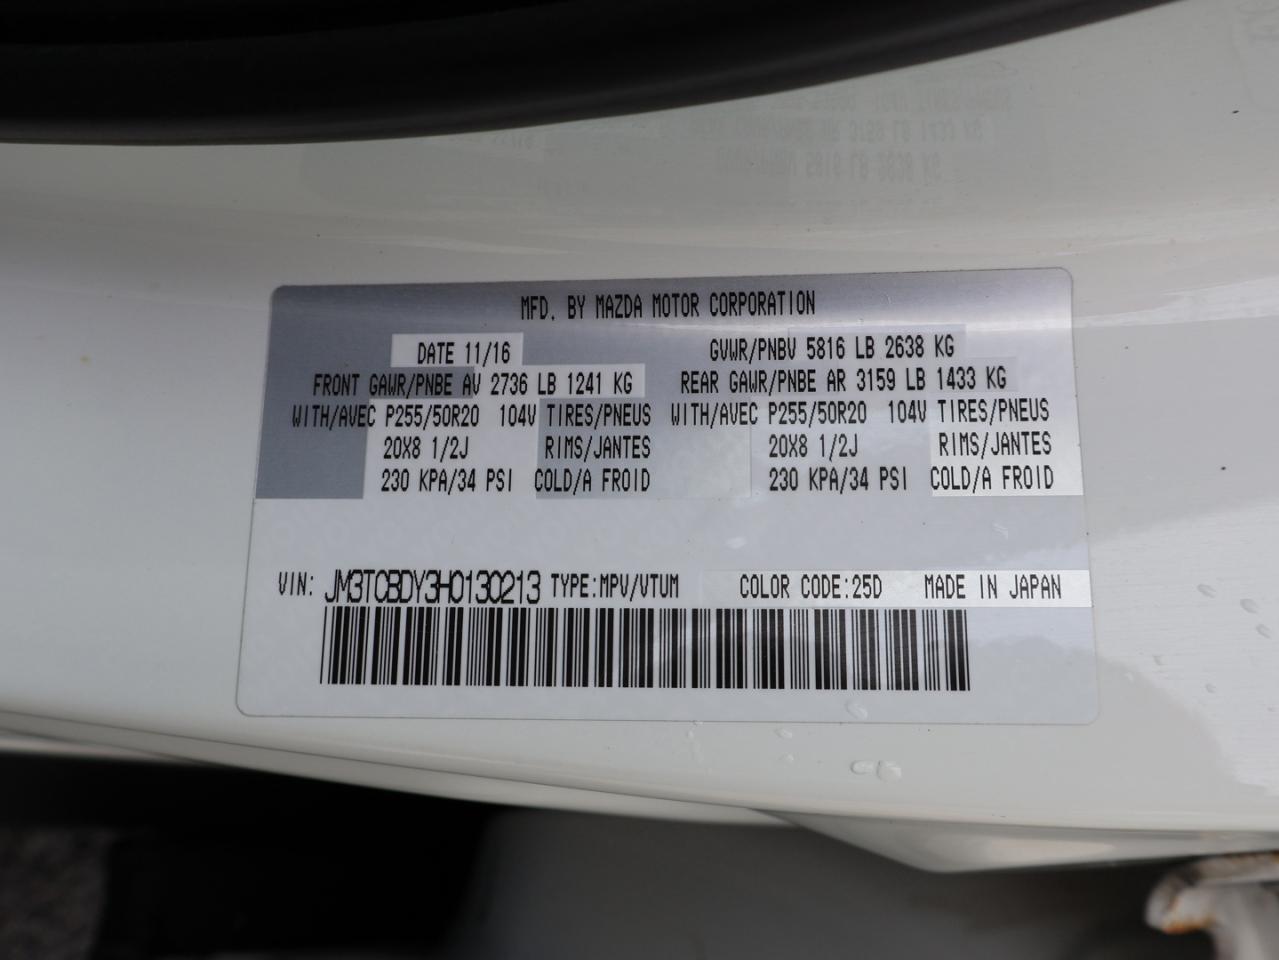 MFD. BY MAZDA MOTOR CORPORATION
DATE 11/16 GVWR/PNBV 5816 LB 2638 KG
FRONT GAWR/PNBE AV 2736 LB 1241 KG REAR GAWR/PNBE AR 3159 LB 1433 KG
WITH/AVEC P255/50R20 104V TIRES/PNEUS WITH/AVEC P255/50R20 104V TIRES/PNEUS
20X8 1/2J RIMS/JANTES 20X8 1/2J RIMS/JANTES
230 KPA/34 PSI COLD/A FROID 230 KPA/34 PSI COLD/A FROID
VIN: JM3TCBDY3H0130213 TYPE:MPV/VTUM COLOR CODE:25D MADE IN JAPAN